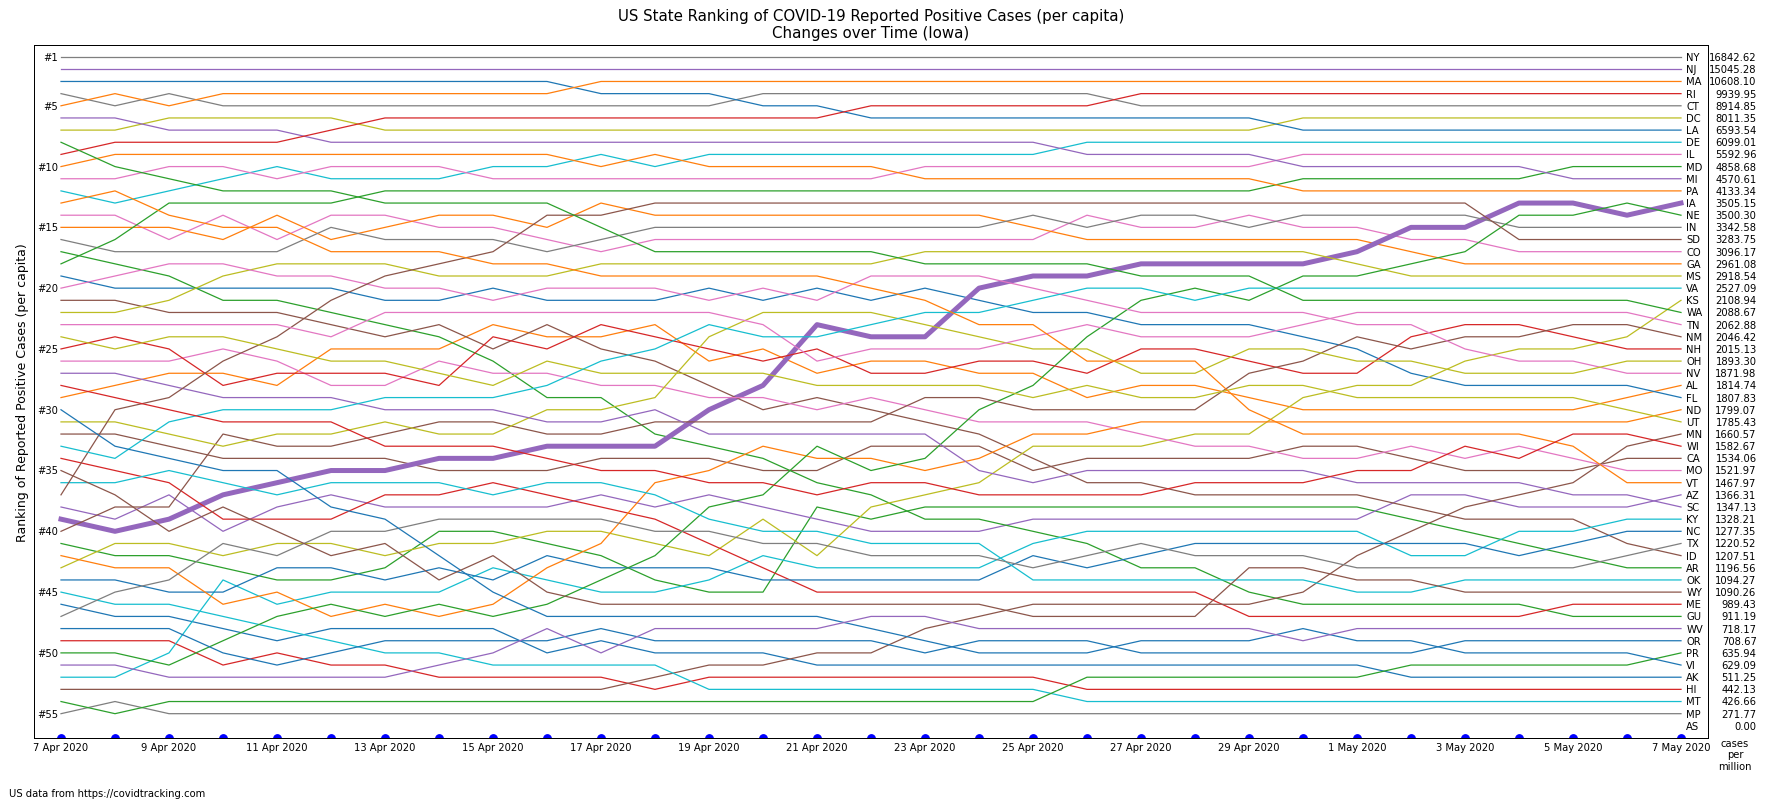 US State Ranking of COVID-19 Reported Positive Cases (per capita)
Changes over Time (Iowa)
Ranking of Reported Positive Cases (per capita)
#1
#5
#10
#15
#20
#25
#30
#35
#40
#45
#50
#55
NY 16842.62
NJ 15045.28
MA 10608.10
RI 9939.95
CT 8914.85
DC 8011.35
LA 6593.54
DE 6099.01
IL 5592.96
MD 4858.68
MI 4570.61
PA 4133.34
IA 3505.15
NE 3500.30
IN 3342.58
SD 3283.75
CO 3096.17
GA 2961.08
MS 2918.54
VA 2527.09
KS 2108.94
WA 2088.67
TN 2062.88
NM 2046.42
NH 2015.13
OH 1893.30
NV 1871.98
AL 1814.74
FL 1807.83
ND 1799.07
UT 1785.43
MN 1660.57
WI 1582.67
CA 1534.06
MO 1521.97
VT 1467.97
AZ 1366.31
SC 1347.13
KY 1328.21
NC 1277.35
TX 1220.52
ID 1207.51
AR 1196.56
OK 1094.27
WY 1090.26
ME 989.43
GU 911.19
WV 718.17
OR 708.67
PR 635.94
VI 629.09
AK 511.25
HI 442.13
MT 426.66
MP 271.77
AS 0.00
7 Apr 2020 9 Apr 2020 11 Apr 2020 13 Apr 2020 15 Apr 2020 17 Apr 2020 19 Apr 2020 21 Apr 2020 23 Apr 2020 25 Apr 2020 27 Apr 2020 29 Apr 2020 1 May 2020 3 May 2020 5 May 2020 7 May 2020
cases
per
million
US data from https://covidtracking.com